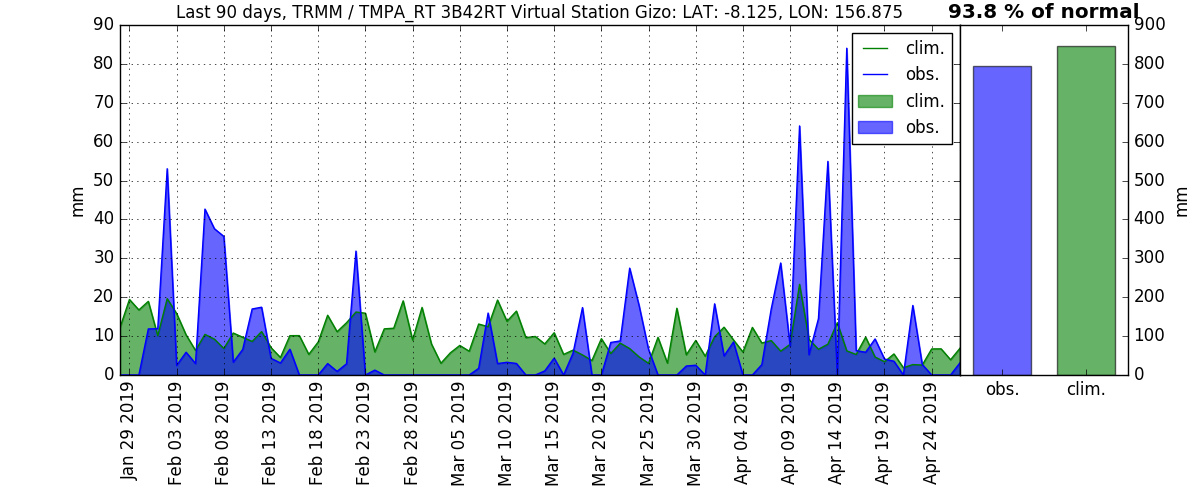 Last 90 days, TRMM / TMPA_RT 3B42RT Virtual Station Gizo: LAT: -8.125, LON: 156.875
93.8 % of normal
90
80
70
60
50
40
30
20
10
0
mm
clim.
obs.
clim.
obs.
900
800
700
600
500
400
300
200
100
0
mm
Jan 29 2019
Feb 03 2019
Feb 08 2019
Feb 13 2019
Feb 18 2019
Feb 23 2019
Feb 28 2019
Mar 05 2019
Mar 10 2019
Mar 15 2019
Mar 20 2019
Mar 25 2019
Mar 30 2019
Apr 04 2019
Apr 09 2019
Apr 14 2019
Apr 19 2019
Apr 24 2019
obs.
clim.